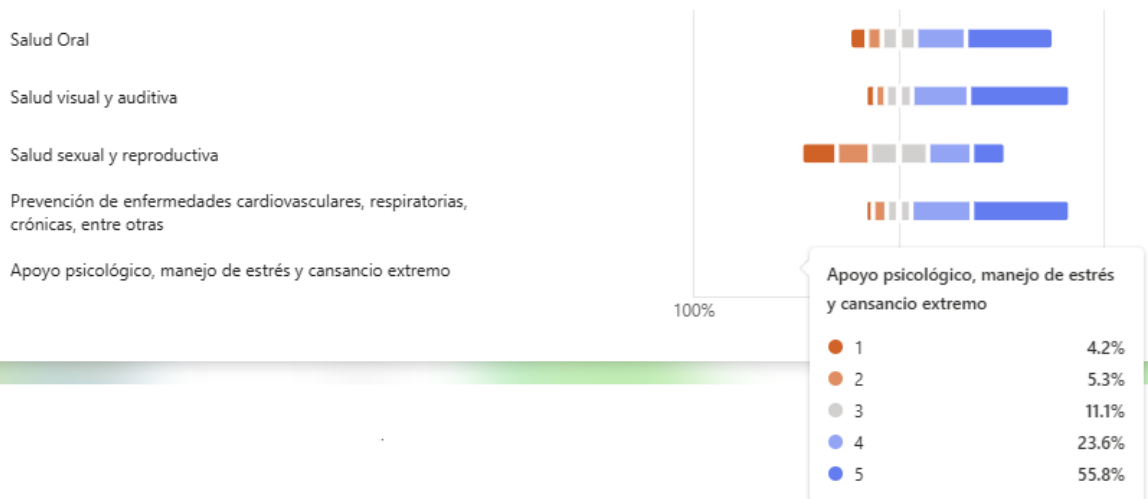 Salud Oral
Salud visual y auditiva
Salud sexual y reproductiva
Prevención de enfermedades cardiovasculares, respiratorias,
crónicas, entre otras
Apoyo psicológico, manejo de estrés y cansancio extremo
100%
Apoyo psicológico, manejo de estrés
y cansancio extremo
1 4.2%
2 5.3%
3 11.1%
4 23.6%
5 55.8%